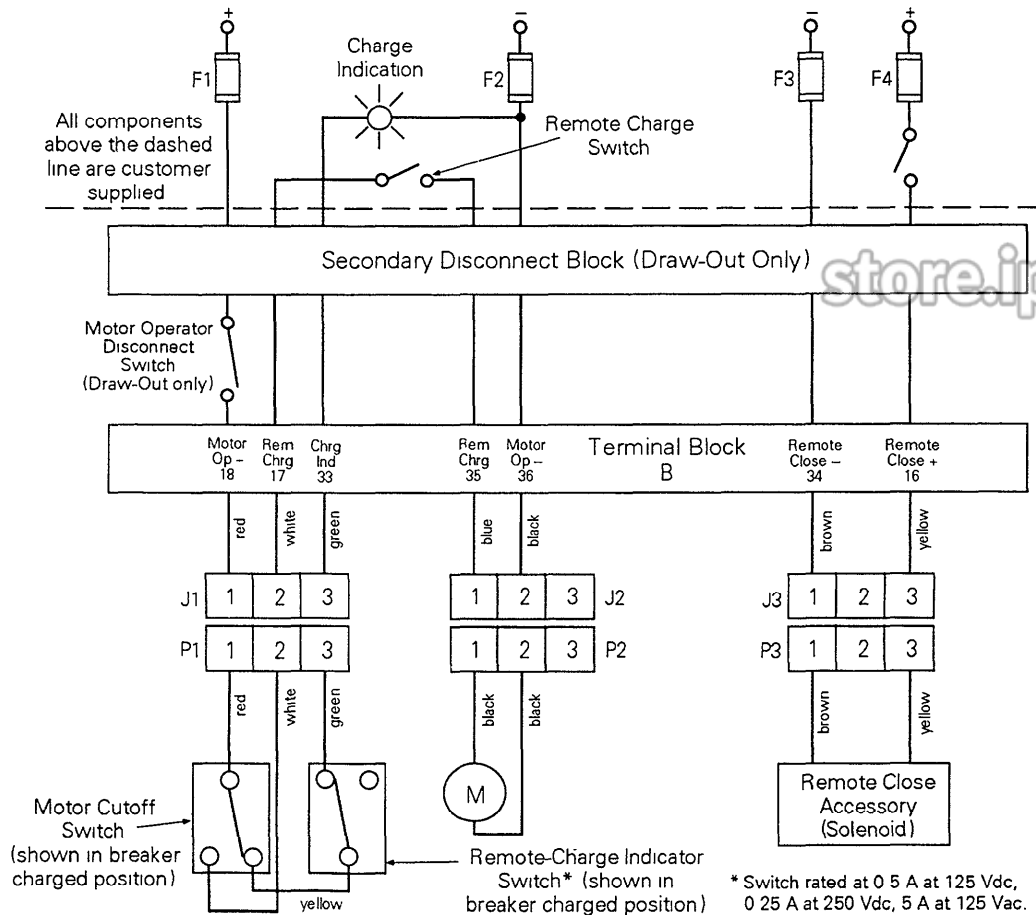 +
−
−
+
F1
Charge
Indication
F2
F3
F4
All components
above the dashed
line are customer
supplied
Remote Charge
Switch
Secondary Disconnect Block (Draw-Out Only)
store.ip
Motor Operator
Disconnect
Switch
(Draw-Out only)
Motor
Op −
18
Rem
Chrg
17
Chrg
Ind
33
Rem
Chrg
35
Motor
Op −
36
Terminal Block
B
Remote
Close −
34
Remote
Close +
16
red
white
green
blue
black
brown
yellow
J1 1 2 3
1 2 3 J2
J3 1 2 3
P1 1 2 3
1 2 3 P2
P3 1 2 3
red
white
green
black
black
brown
yellow
Motor Cutoff
Switch
(shown in breaker
charged position)
M
Remote Close
Accessory
(Solenoid)
Remote-Charge Indicator
Switch* (shown in
breaker charged position)
yellow
* Switch rated at 0 5 A at 125 Vdc,
0 25 A at 250 Vdc, 5 A at 125 Vac.